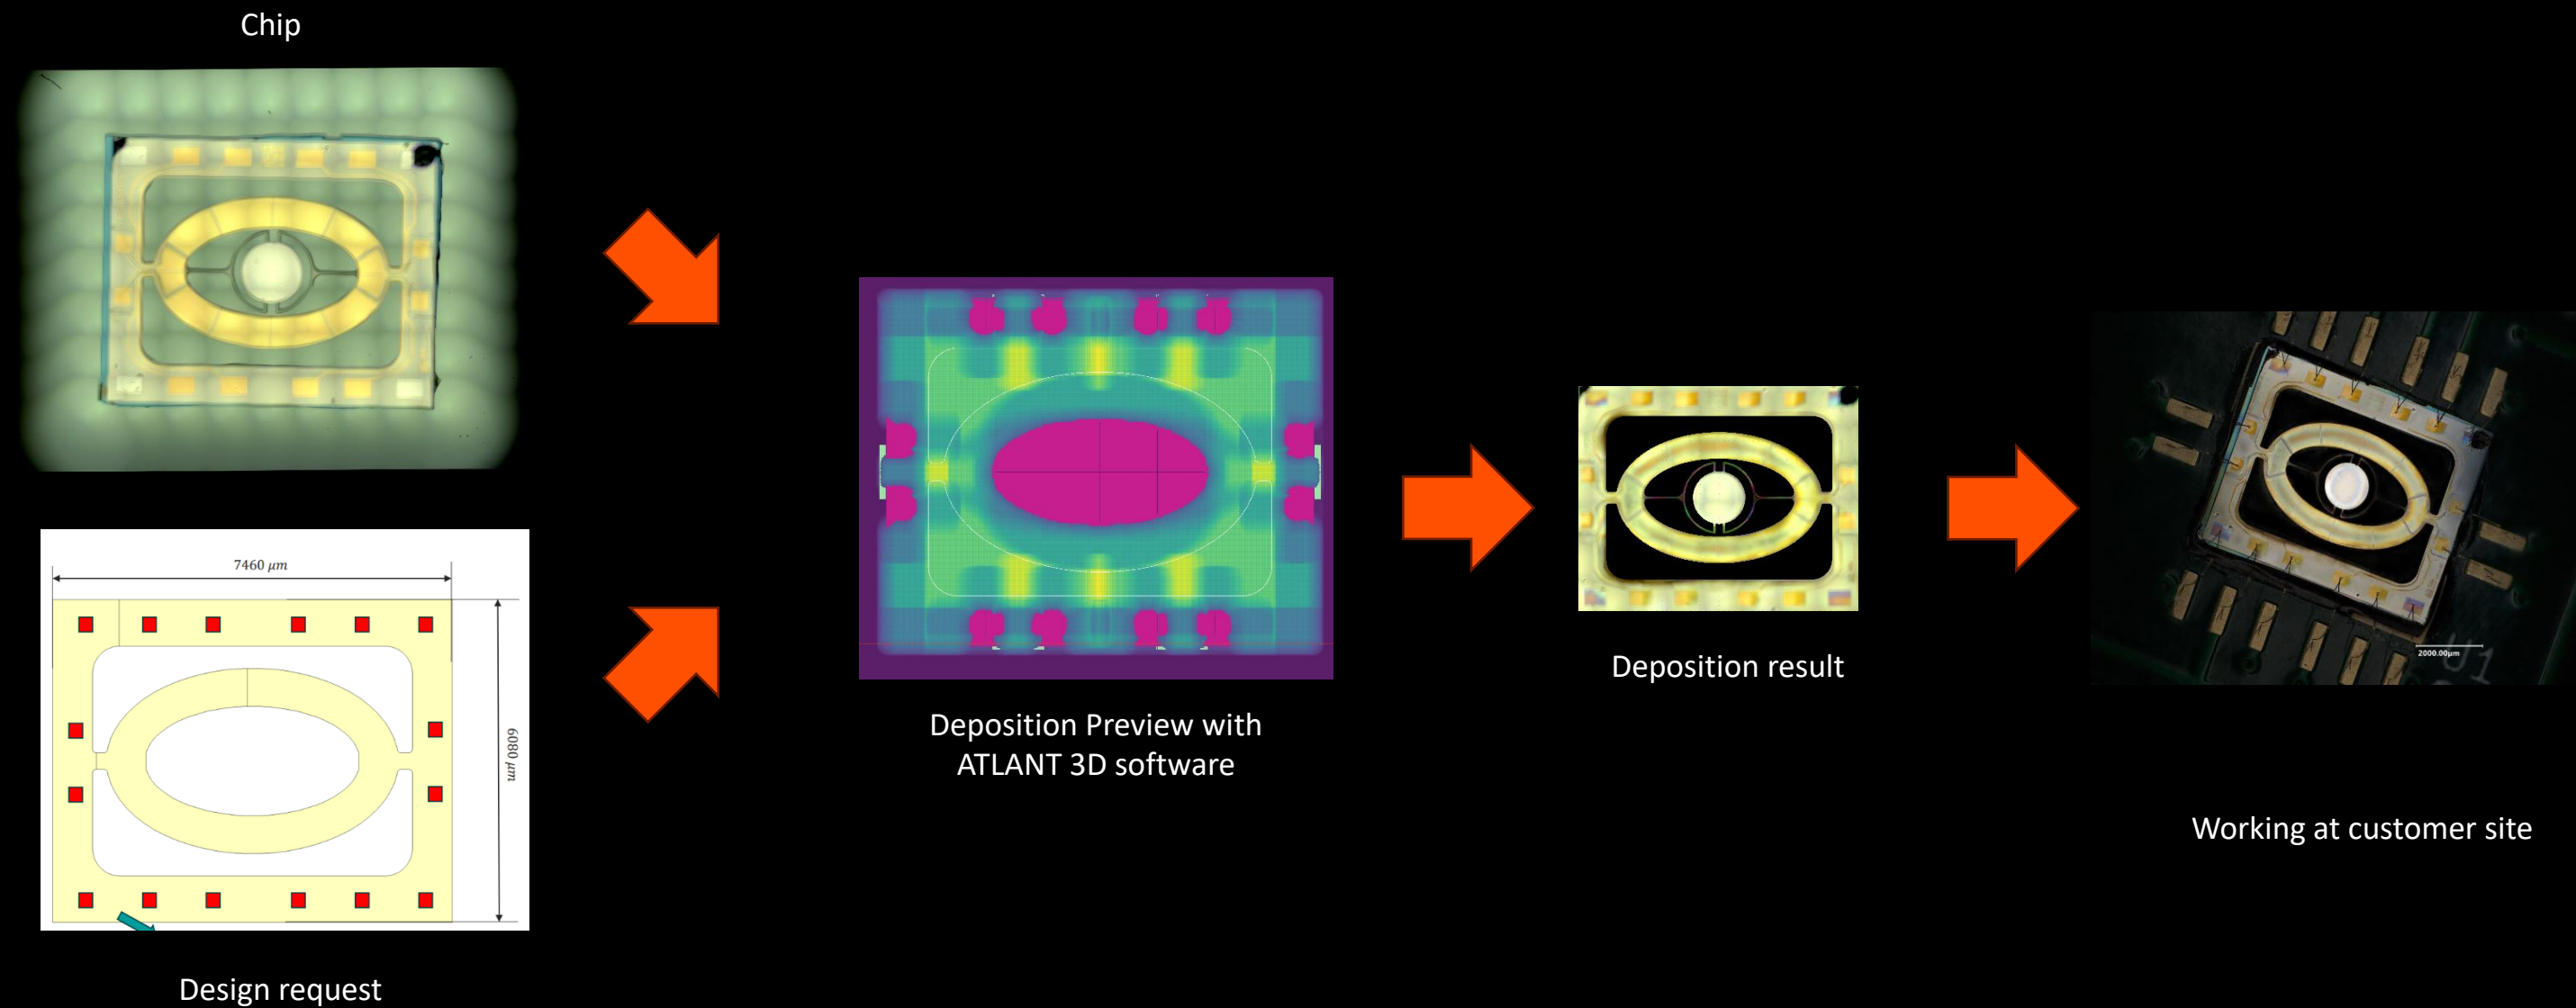 Chip
7460 μm
6080 μm
Design request
Deposition Preview with
ATLANT 3D software
Deposition result
2000.00μm
U1
Working at customer site